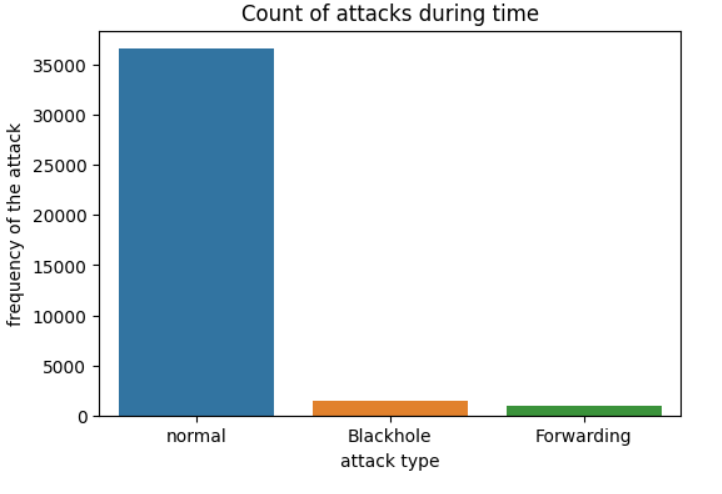 Count of attacks during time
frequency of the attack
35000
30000
25000
20000
15000
10000
5000
0
normal Blackhole Forwarding
attack type